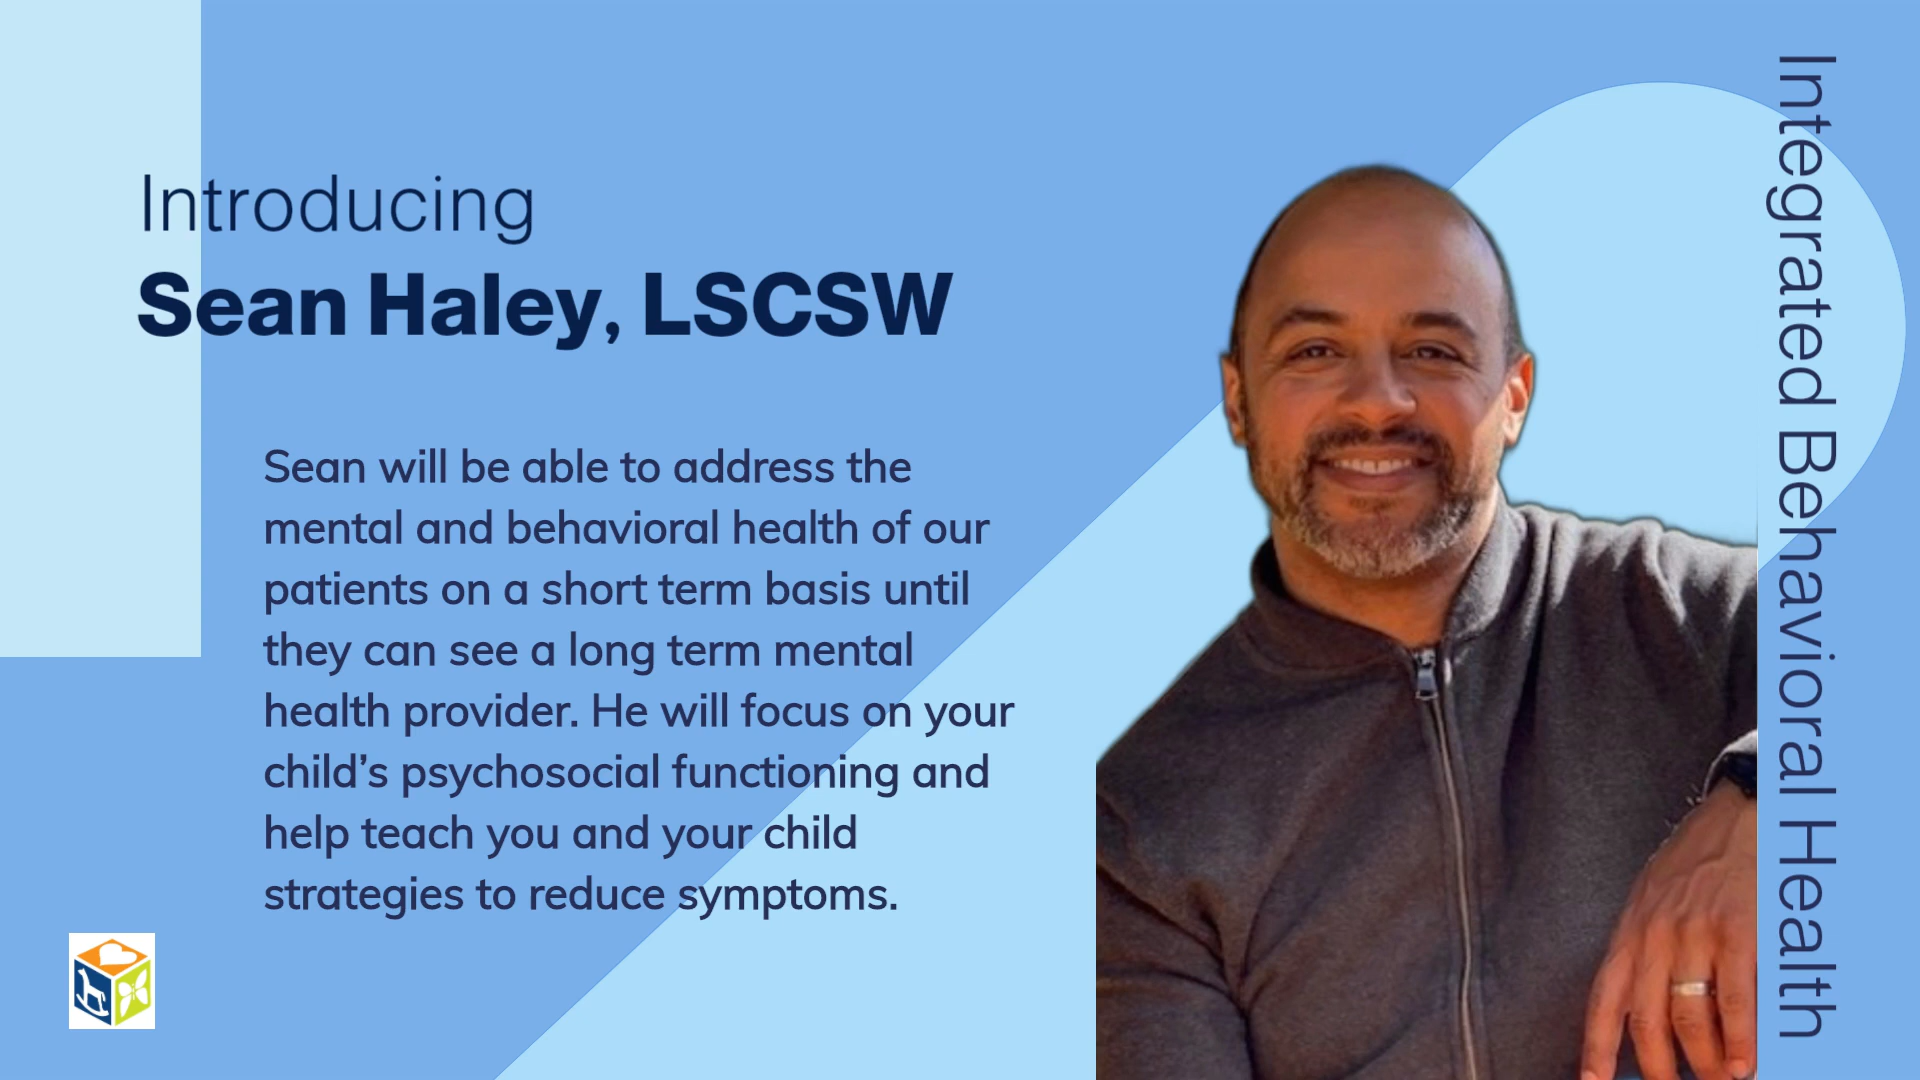 Introducing
Sean Haley, LSCSW
Sean will be able to address the
mental and behavioral health of our
patients on a short term basis until
they can see a long term mental
health provider. He will focus on your
child’s psychosocial functioning and
help teach you and your child
strategies to reduce symptoms.
Integrated Behavioral Health